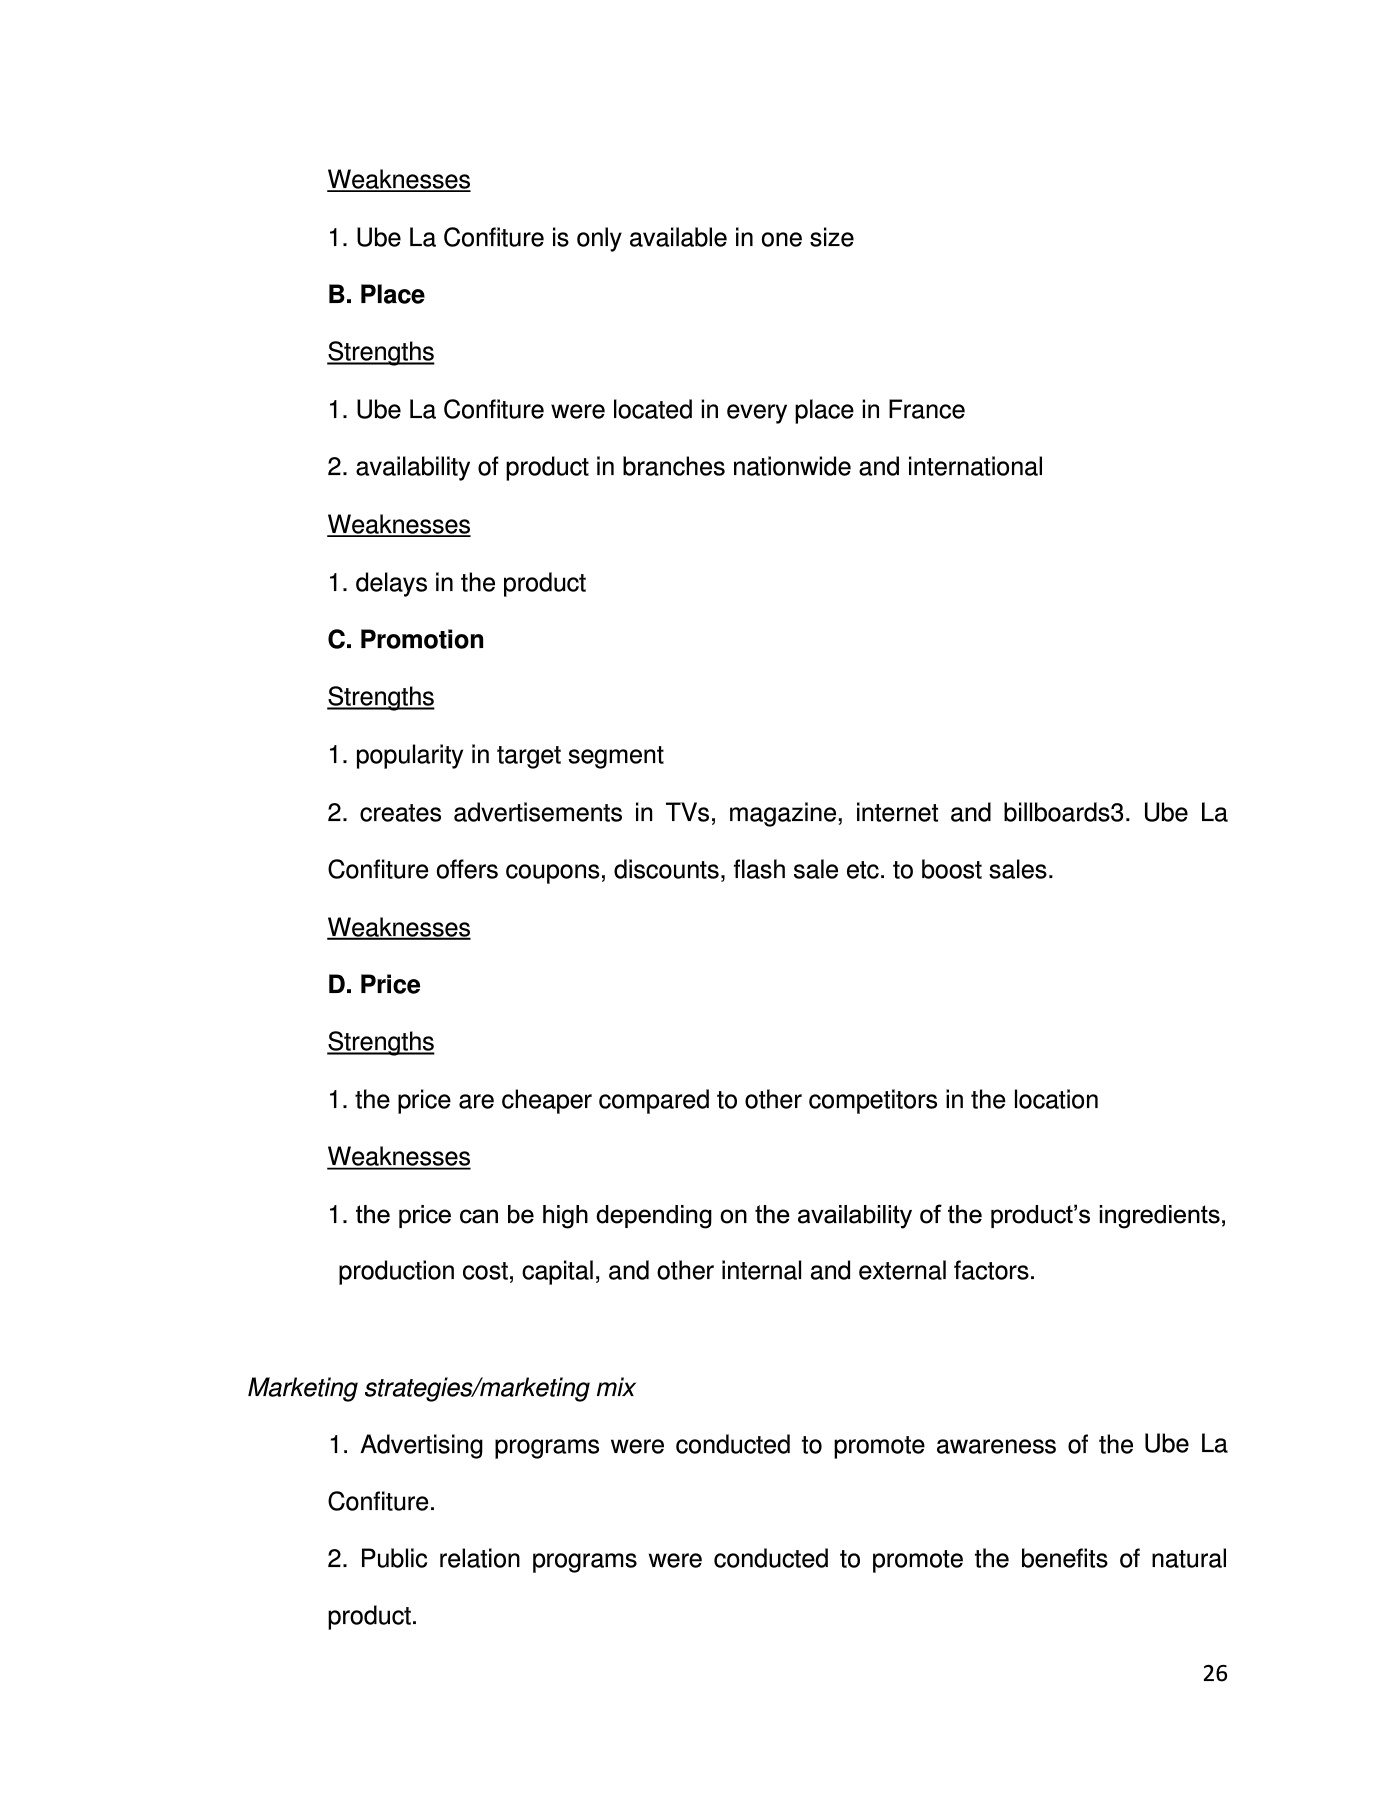 Weaknesses
1. Ube La Confiture is only available in one size
B. Place
Strengths
1. Ube La Confiture were located in every place in France
2. availability of product in branches nationwide and international
Weaknesses
1. delays in the product
C. Promotion
Strengths
1. popularity in target segment
2. creates advertisements in TVs, magazine, internet and billboards3. Ube La
Confiture offers coupons, discounts, flash sale etc. to boost sales.
Weaknesses
D. Price
Strengths
1. the price are cheaper compared to other competitors in the location
Weaknesses
1. the price can be high depending on the availability of the product’s ingredients,
production cost, capital, and other internal and external factors.
Marketing strategies/marketing mix
1. Advertising programs were conducted to promote awareness of the Ube La
Confiture.
2. Public relation programs were conducted to promote the benefits of natural
product.
26